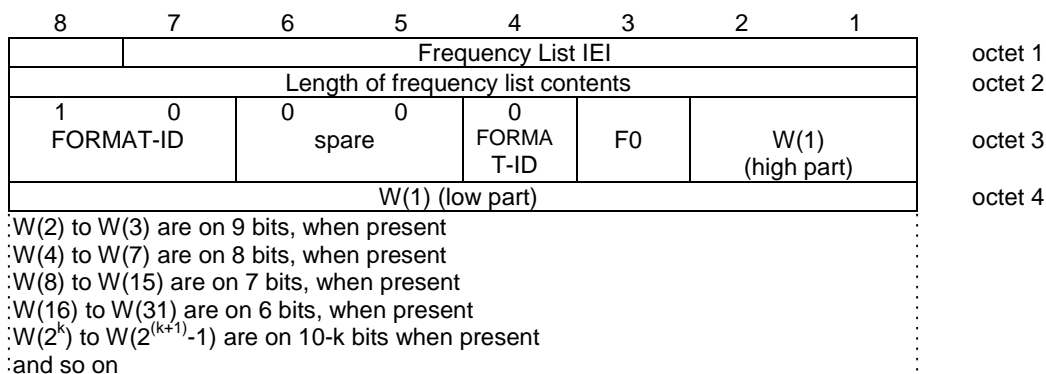 8 7 6 5 4 3 2 1
Frequency List IEI octet 1
Length of frequency list contents octet 2
1 0 0 0 0
FORMAT-ID spare FORMA T-ID F0 W(1) (high part) octet 3
W(1) (low part) octet 4
W(2) to W(3) are on 9 bits, when present
W(4) to W(7) are on 8 bits, when present
W(8) to W(15) are on 7 bits, when present
W(16) to W(31) are on 6 bits, when present
W(2^k) to W(2^(k+1)-1) are on 10-k bits when present
and so on